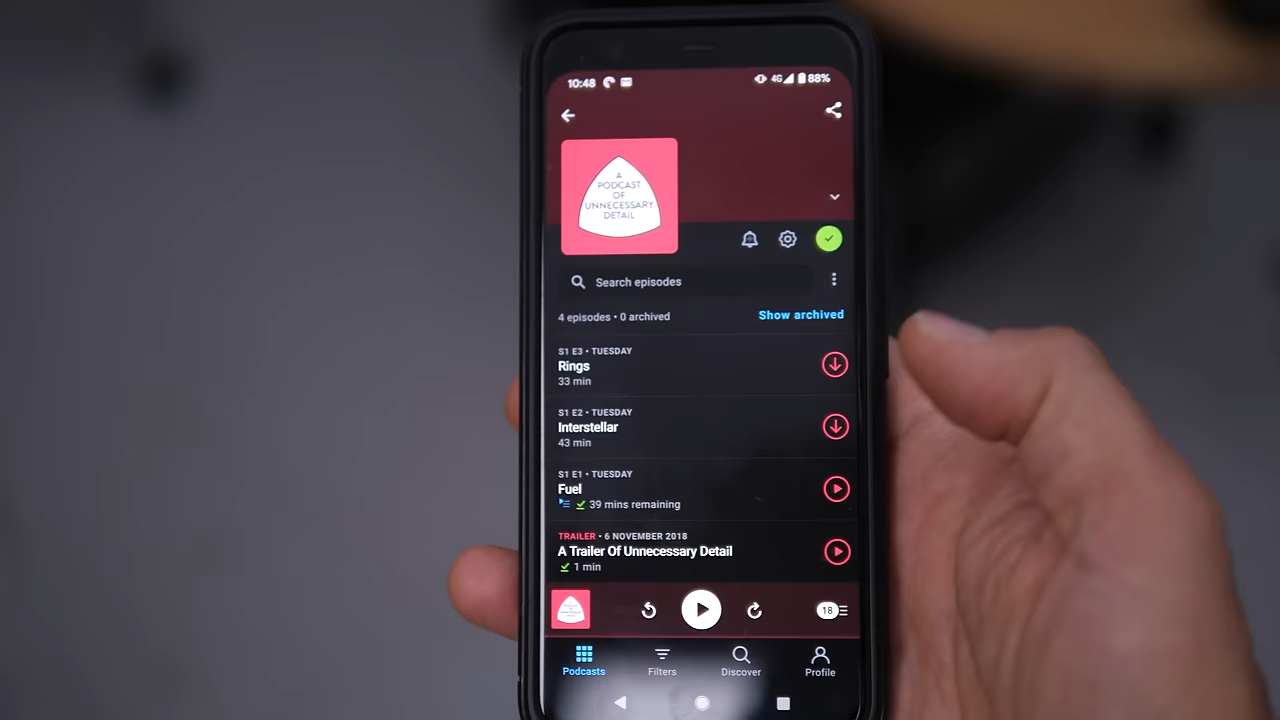 10:48 4G 88%
A
PODCAST
OF
UNNECESSARY
DETAIL
Search episodes
4 episodes • 0 archived Show archived
S1 E3 • TUESDAY
Rings
33 min
S1 E2 • TUESDAY
Interstellar
43 min
S1 E1 • TUESDAY
Fuel
39 mins remaining
TRAILER • 6 NOVEMBER 2018
A Trailer Of Unnecessary Detail
1 min
18
Podcasts Filters Discover Profile